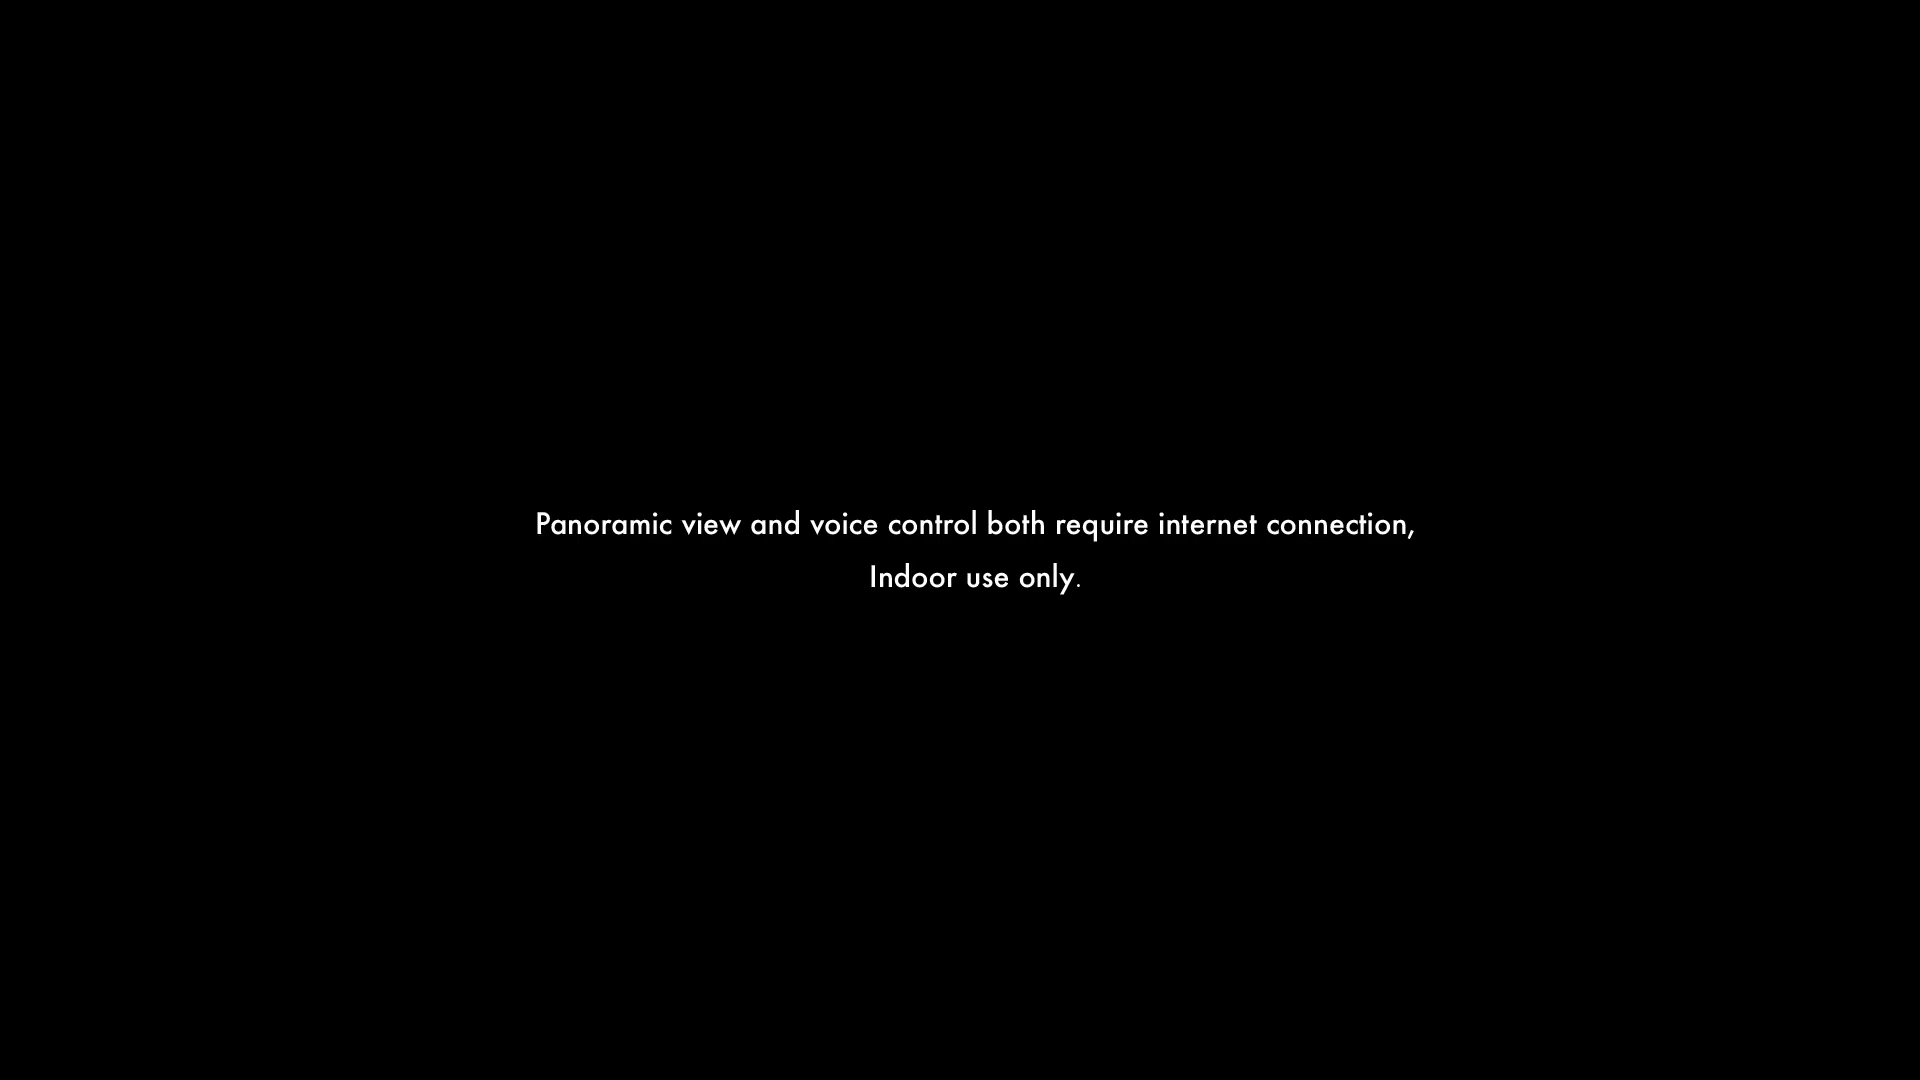 Panoramic view and voice control both require internet connection,
Indoor use only.